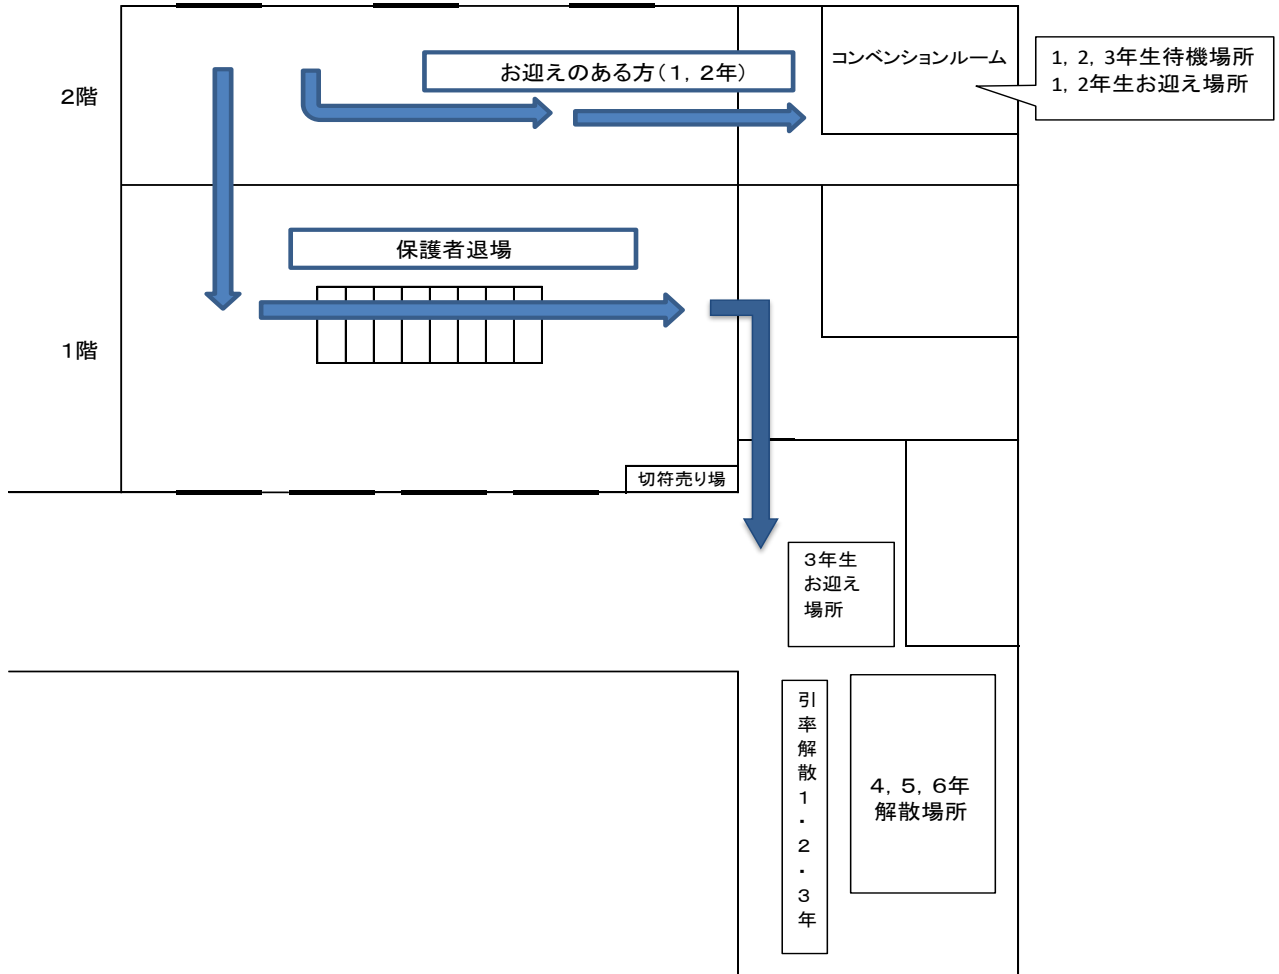 お迎えのある方(1，2年)
コンベンションルーム
1, 2, 3年生待機場所
1, 2年生お迎え場所
2階
保護者退場
1階
切符売り場
3年生
お迎え
場所
引率解散1・2・3年
4，5，6年
解散場所